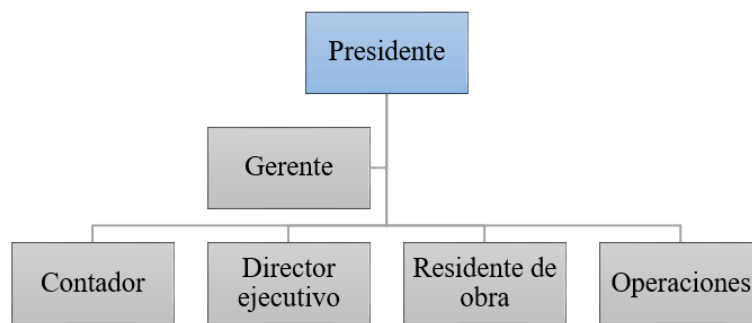 Presidente
Gerente
Contador
Director
ejecutivo
Residente de
obra
Operaciones